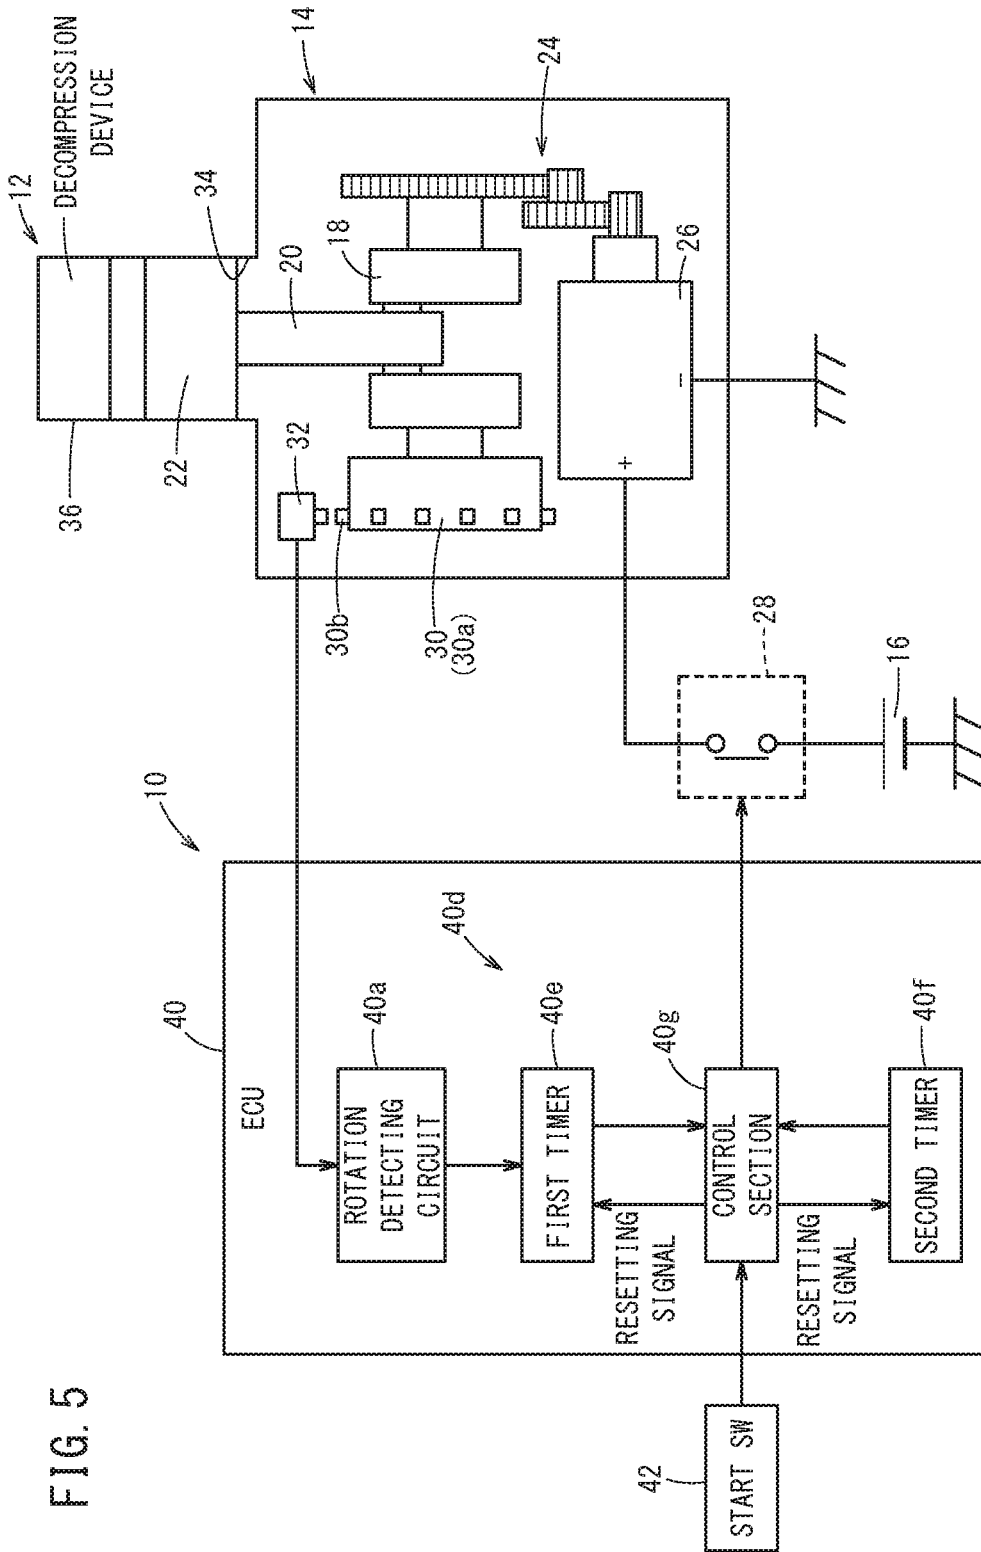 FIG. 5
10
12
14
DECOMPRESSION
DEVICE
36
22
34
20
18
24
32
30b
30
(30a)
26
+
−
28
16
40
ECU
40a
ROTATION
DETECTING
CIRCUIT
40d
40e
FIRST TIMER
RESETTING
SIGNAL
40g
CONTROL
SECTION
RESETTING
SIGNAL
40f
SECOND TIMER
42
START SW